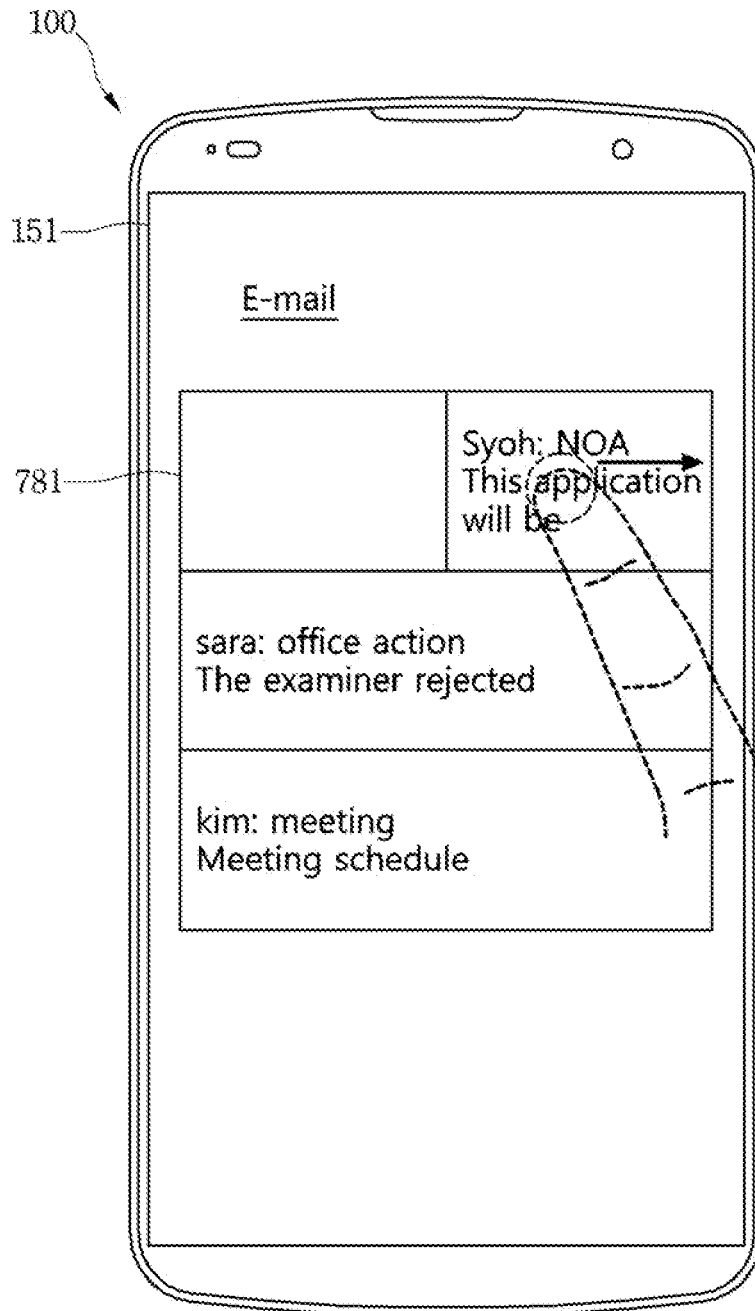 100
151
E-mail
781
Syoh: NOA
This application
will be
sara: office action
The examiner rejected
kim: meeting
Meeting schedule